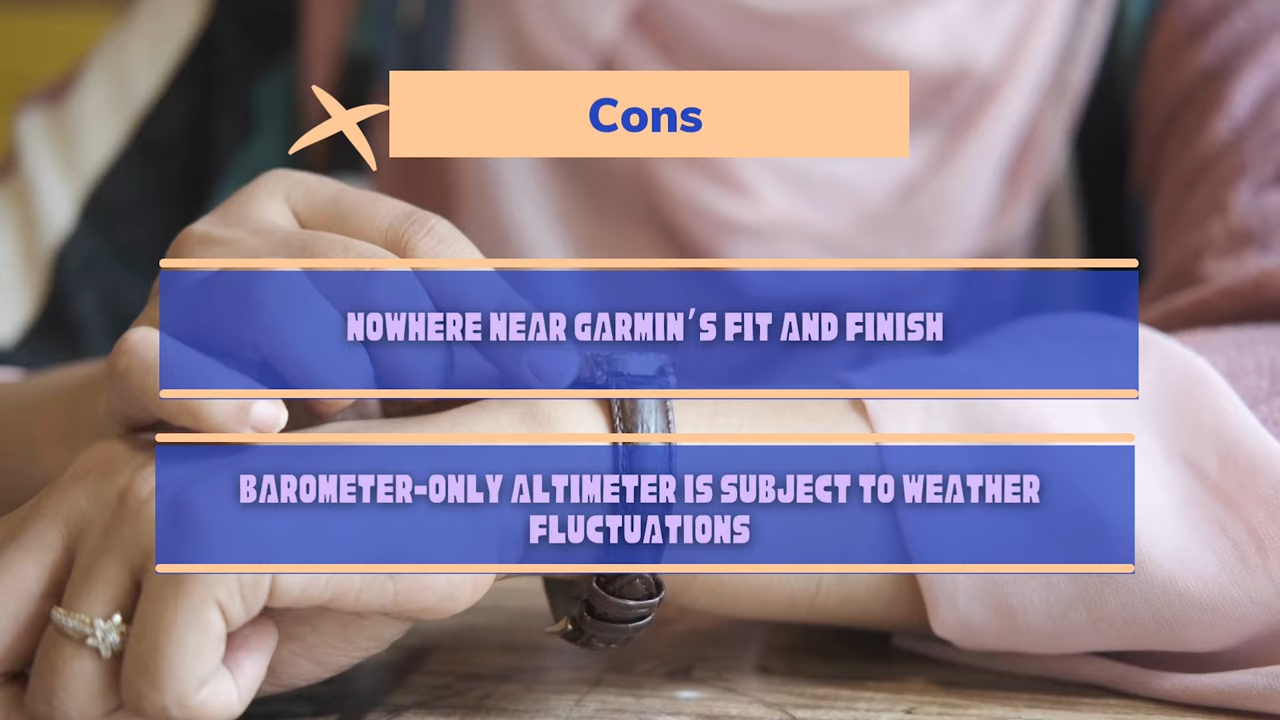 Cons
NOWHERE NEAR GARMIN'S FIT AND FINISH
BAROMETER-ONLY ALTIMETER IS SUBJECT TO WEATHER
FLUCTUATIONS